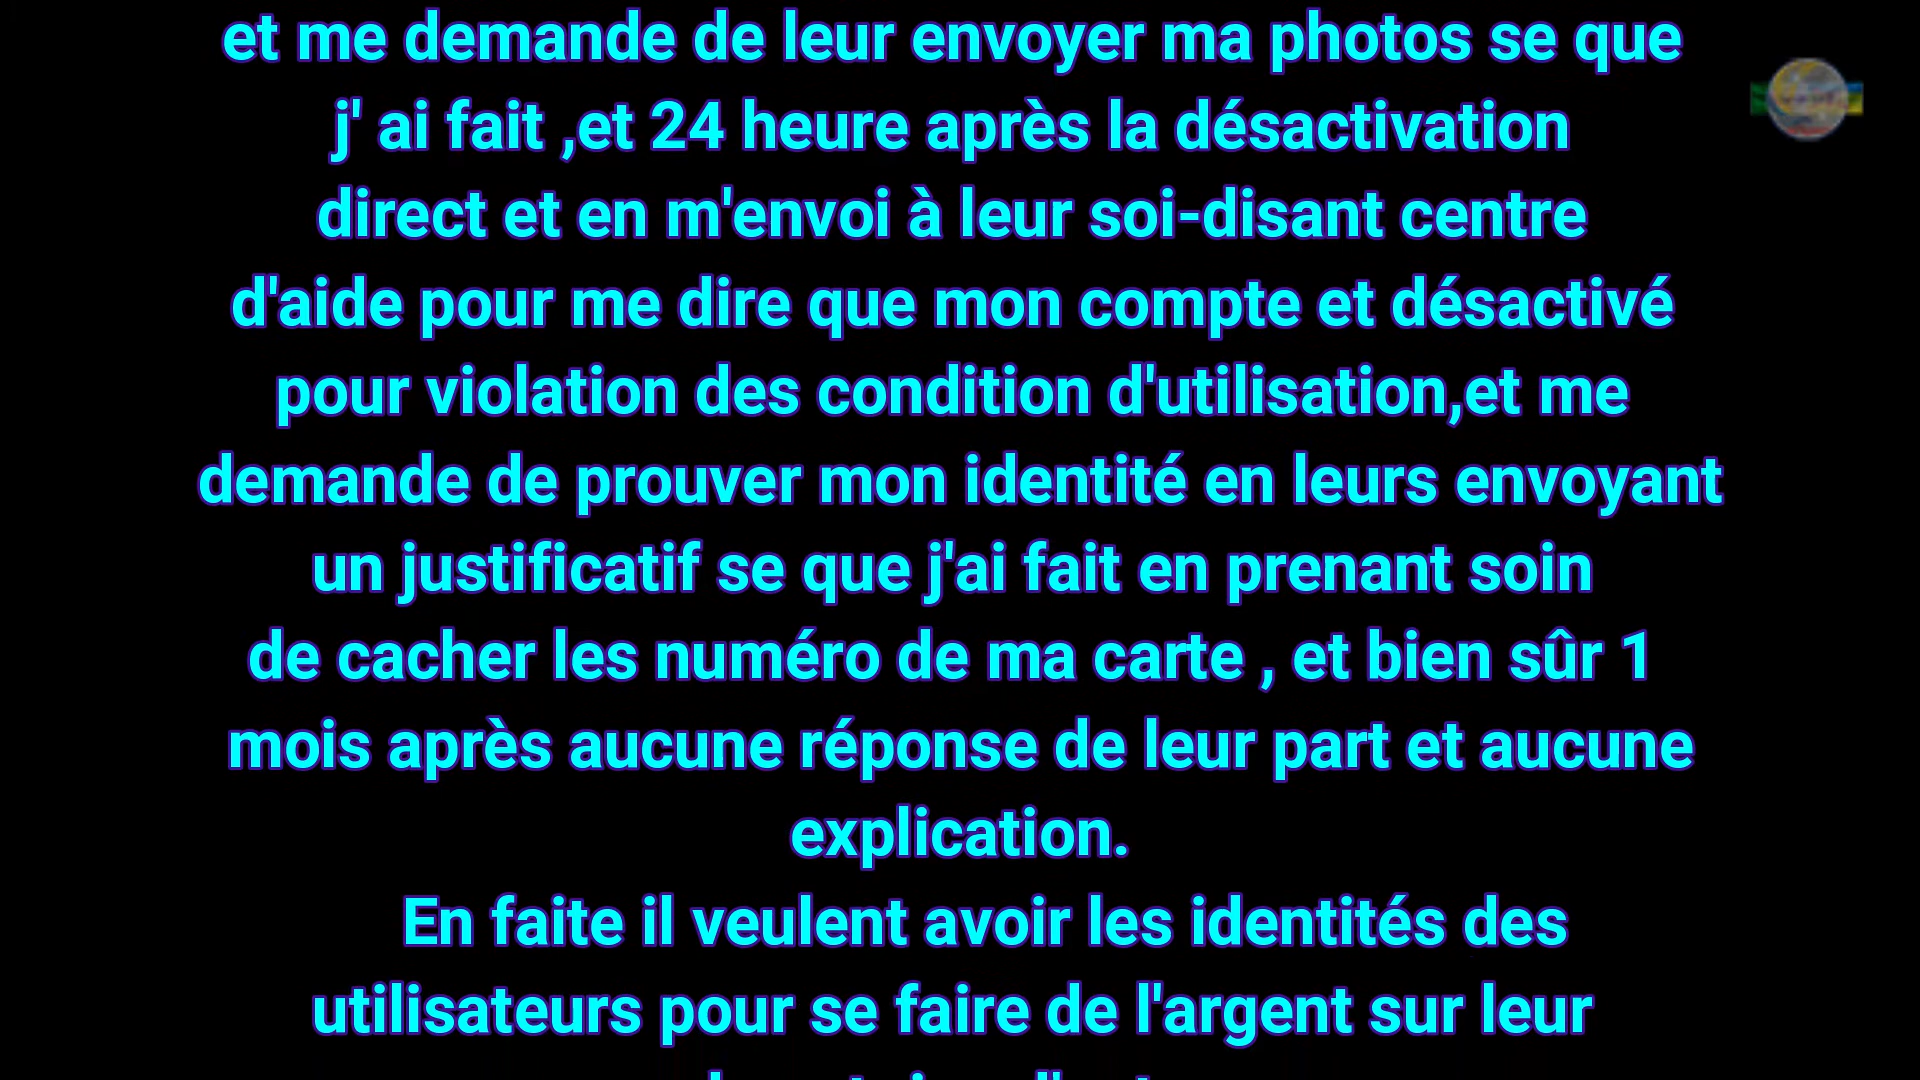 et me demande de leur envoyer ma photos se que
j' ai fait ,et 24 heure après la désactivation
direct et en m'envoi à leur soi-disant centre
d'aide pour me dire que mon compte et désactivé
pour violation des condition d'utilisation,et me
demande de prouver mon identité en leurs envoyant
un justificatif se que j'ai fait en prenant soin
de cacher les numéro de ma carte , et bien sûr 1
mois après aucune réponse de leur part et aucune
explication.
En faite il veulent avoir les identités des
utilisateurs pour se faire de l'argent sur leur